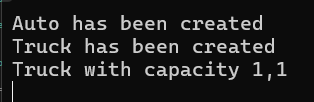 Auto has been created
Truck has been created
Truck with capacity 1,1